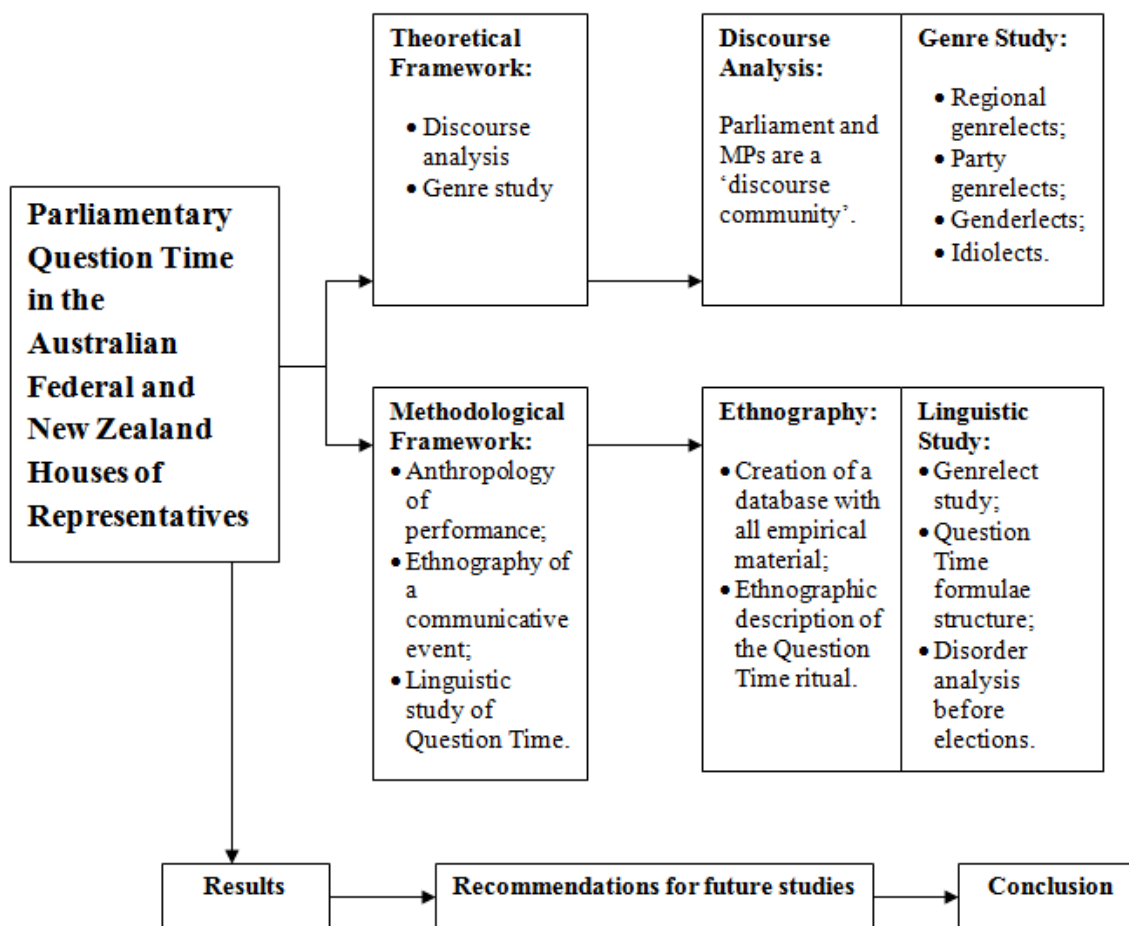 Parliamentary
Question Time
in the
Australian
Federal and
New Zealand
Houses of
Representatives
Theoretical
Framework:
• Discourse
analysis
• Genre study
Discourse
Analysis:
Parliament and
MPs are a
‘discourse
community’.
Genre Study:
• Regional
genrelects;
• Party
genrelects;
• Genderlects;
• Idiolects.
Methodological
Framework:
• Anthropology
of
performance;
• Ethnography of
a
communicative
event;
• Linguistic
study of
Question Time.
Ethnography:
• Creation of a
database with
all empirical
material;
• Ethnographic
description of
the Question
Time ritual.
Linguistic
Study:
• Genrelect
study;
• Question
Time
formulae
structure;
• Disorder
analysis
before
elections.
Results
Recommendations for future studies
Conclusion